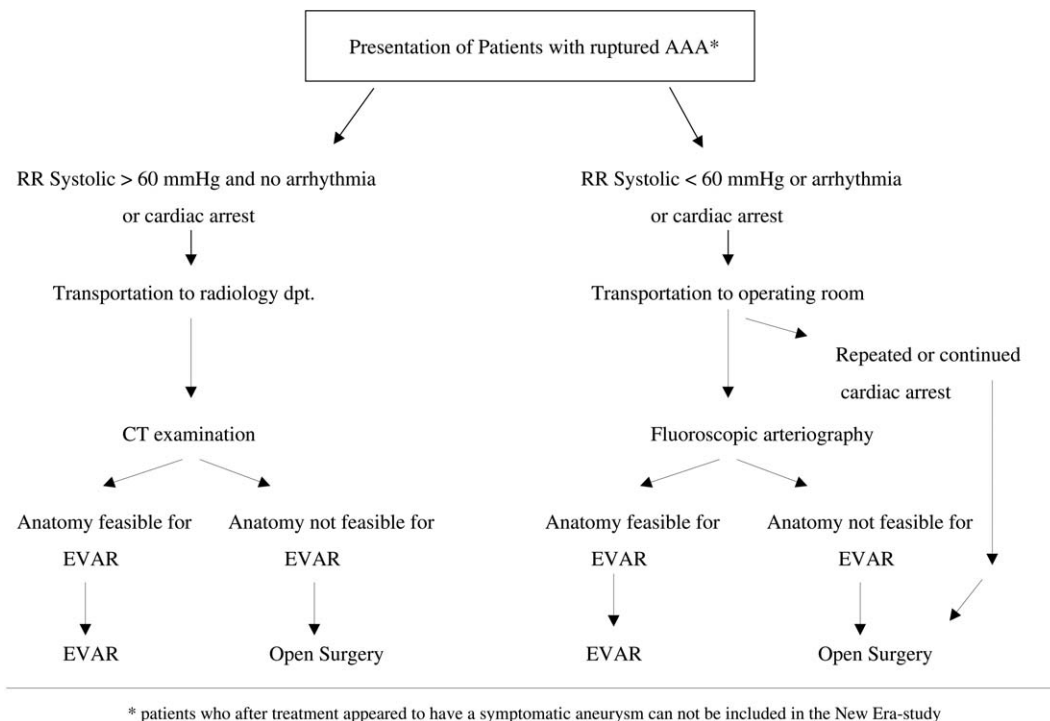 Presentation of Patients with ruptured AAA*
RR Systolic > 60 mmHg and no arrhythmia
or cardiac arrest
RR Systolic < 60 mmHg or arrhythmia
or cardiac arrest
Transportation to radiology dpt.
Transportation to operating room
Repeated or continued
cardiac arrest
CT examination
Fluoroscopic arteriography
Anatomy feasible for
EVAR
Anatomy not feasible for
EVAR
Anatomy feasible for
EVAR
Anatomy not feasible for
EVAR
EVAR
Open Surgery
EVAR
Open Surgery
* patients who after treatment appeared to have a symptomatic aneurysm can not be included in the New Era-study